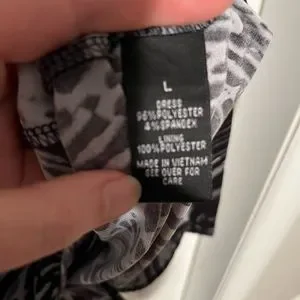 L
DRESS
96%POLYESTER
4%SPANDEX
LINING
100%POLYESTER
MADE IN VIETNAM
SEE OVER FOR
CARE